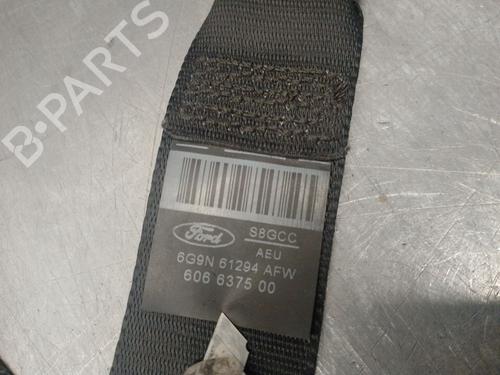 B-PARTS
Ford
S8GCC
AEU
6G9N 61294 AFW
606 6375 00